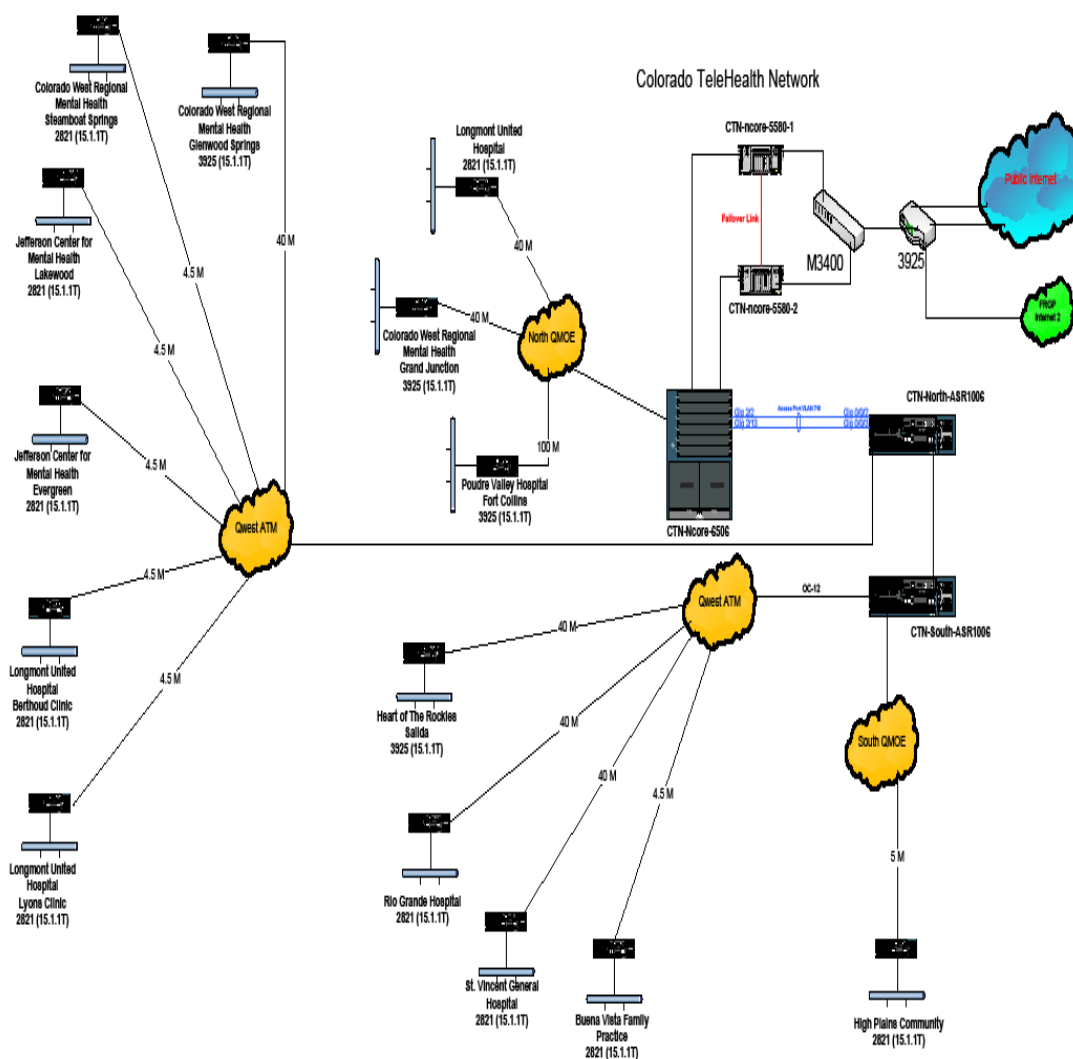 Colorado TeleHealth Network
Colorado West Regional
Mental Health
Steamboat Springs
2821 (15.1.1T)
Colorado West Regional
Mental Health
Glenwood Springs
3925 (15.1.1T)
Jefferson Center for
Mental Health
Lakewood
2821 (15.1.1T)
Jefferson Center for
Mental Health
Evergreen
2821 (15.1.1T)
Longmont United
Hospital
Berthoud Clinic
2821 (15.1.1T)
Longmont United
Hospital
Lyons Clinic
2821 (15.1.1T)
4.5 M
40 M
4.5 M
4.5 M
4.5 M
4.5 M
Qwest ATM
Longmont United
Hospital
2821 (15.1.1T)
40 M
Colorado West Regional
Mental Health
Grand Junction
3925 (15.1.1T)
40 M
North QMOE
100 M
Poudre Valley Hospital
Fort Collins
3925 (15.1.1T)
CTN-ncore-5580-1
Failover Link
CTN-ncore-5580-2
M3400
3925
Public Internet
FRGP
Internet 2
CTN-Ncore-6506
Gig 2/2
Gig 2/13
Access Port VLAN 716
CTN-North-ASR1006
Qwest ATM
OC-12
CTN-South-ASR1006
40 M
Heart of The Rockies
Salida
3925 (15.1.1T)
40 M
Rio Grande Hospital
2821 (15.1.1T)
40 M
St. Vincent General
Hospital
2821 (15.1.1T)
4.5 M
Buena Vista Family
Practice
2821 (15.1.1T)
South QMOE
5 M
High Plains Community
2821 (15.1.1T)